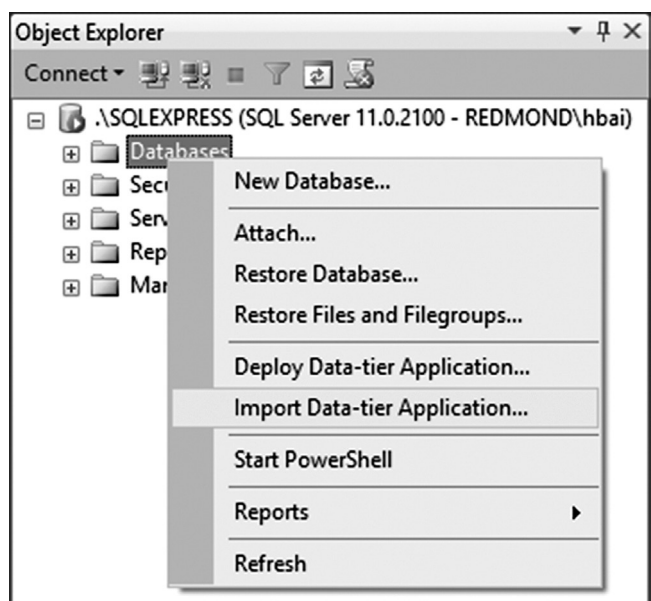 Object Explorer
Connect
.\SQLEXPRESS (SQL Server 11.0.2100 - REDMOND\hbai)
Databases
Secu
Serv
Rep
Mar
New Database...
Attach...
Restore Database...
Restore Files and Filegroups...
Deploy Data-tier Application...
Import Data-tier Application...
Start PowerShell
Reports
Refresh